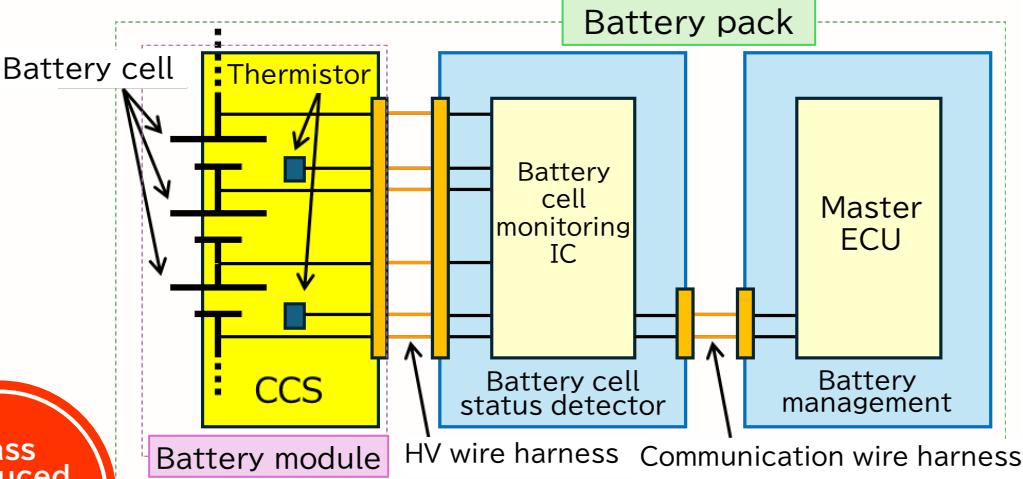 Battery pack
Battery cell
Thermistor
Battery
cell
monitoring
IC
Master
ECU
CCS
Battery cell
status detector
Battery
management
Battery module
HV wire harness
Communication wire harness